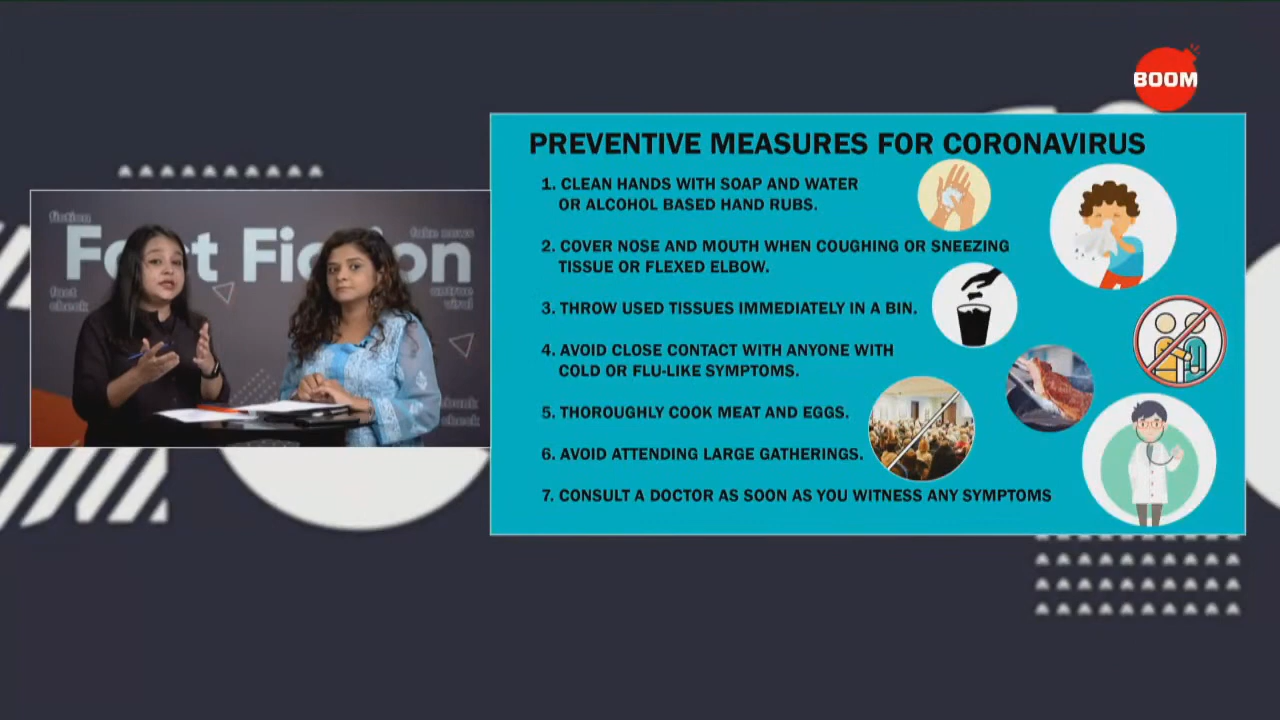 BOOM
PREVENTIVE MEASURES FOR CORONAVIRUS
1. CLEAN HANDS WITH SOAP AND WATER
OR ALCOHOL BASED HAND RUBS.
2. COVER NOSE AND MOUTH WHEN COUGHING OR SNEEZING
TISSUE OR FLEXED ELBOW.
3. THROW USED TISSUES IMMEDIATELY IN A BIN.
4. AVOID CLOSE CONTACT WITH ANYONE WITH
COLD OR FLU-LIKE SYMPTOMS.
5. THOROUGHLY COOK MEAT AND EGGS.
6. AVOID ATTENDING LARGE GATHERINGS.
7. CONSULT A DOCTOR AS SOON AS YOU WITNESS ANY SYMPTOMS
fiction
fake news
fact
check
untrue
viral
check